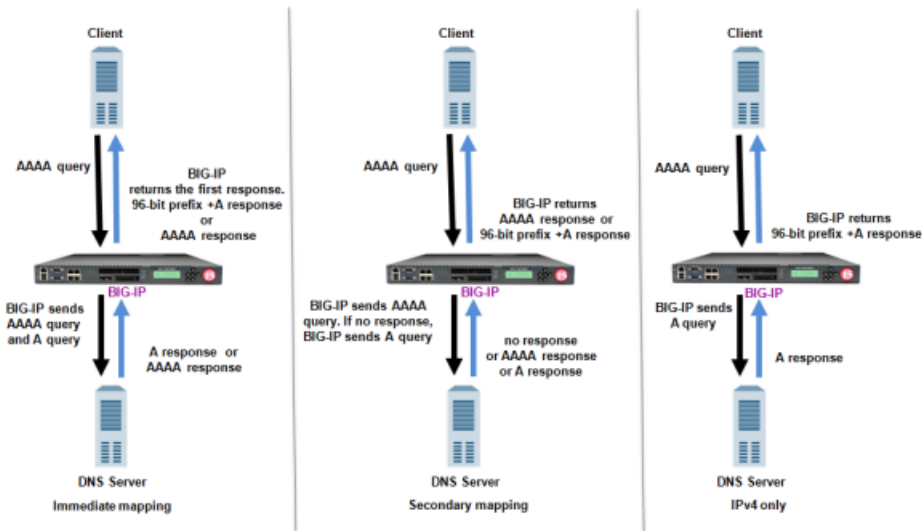 Client
AAAA query
BIG-IP
returns the first response.
96-bit prefix +A response
or
AAAA response
BIG-IP
BIG-IP sends
AAAA query
and A query
A response or
AAAA response
DNS Server
Immediate mapping
Client
AAAA query
BIG-IP returns
AAAA response or
96-bit prefix +A response
BIG-IP
BIG-IP sends AAAA
query. If no response,
BIG-IP sends A query
no response
or AAAA response
or A response
DNS Server
Secondary mapping
Client
AAAA query
BIG-IP returns
96-bit prefix +A response
BIG-IP
BIG-IP sends
A query
A response
DNS Server
IPv4 only